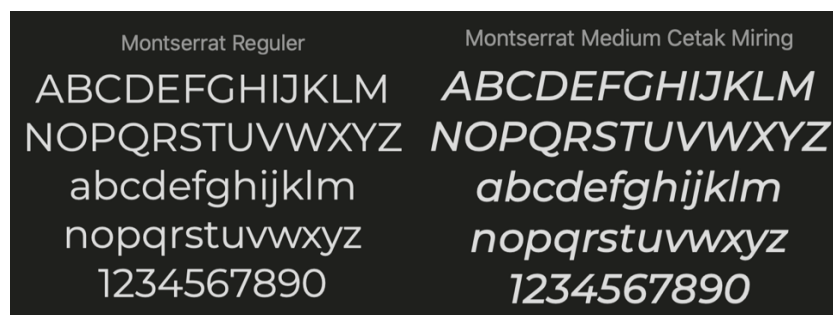 Montserrat Reguler
ABCDEFGHIJKLM
NOPQRSTUVWXYZ
abcdefghijklm
nopqrstuvwxyz
1234567890
Montserrat Medium Cetak Miring
ABCDEFGHIJKLM
NOPQRSTUVWXYZ
abcdefghijklm
nopqrstuvwxyz
1234567890